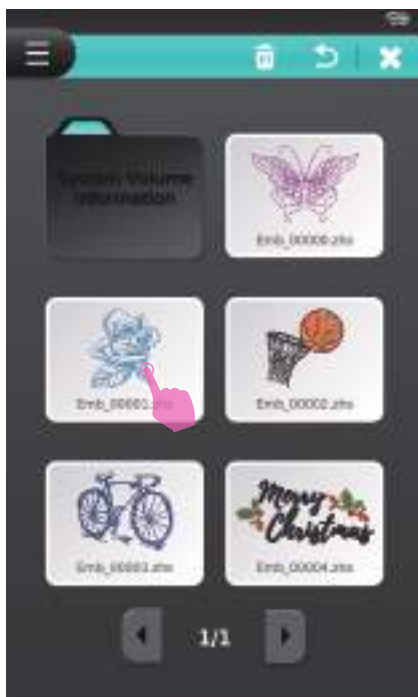 System Volume
Information
Emb_00000.zhs
Emb_00001.zhs
Emb_00002.zhs
Emb_00003.zhs
Merry
Christmas
Emb_00004.zhs
1/1